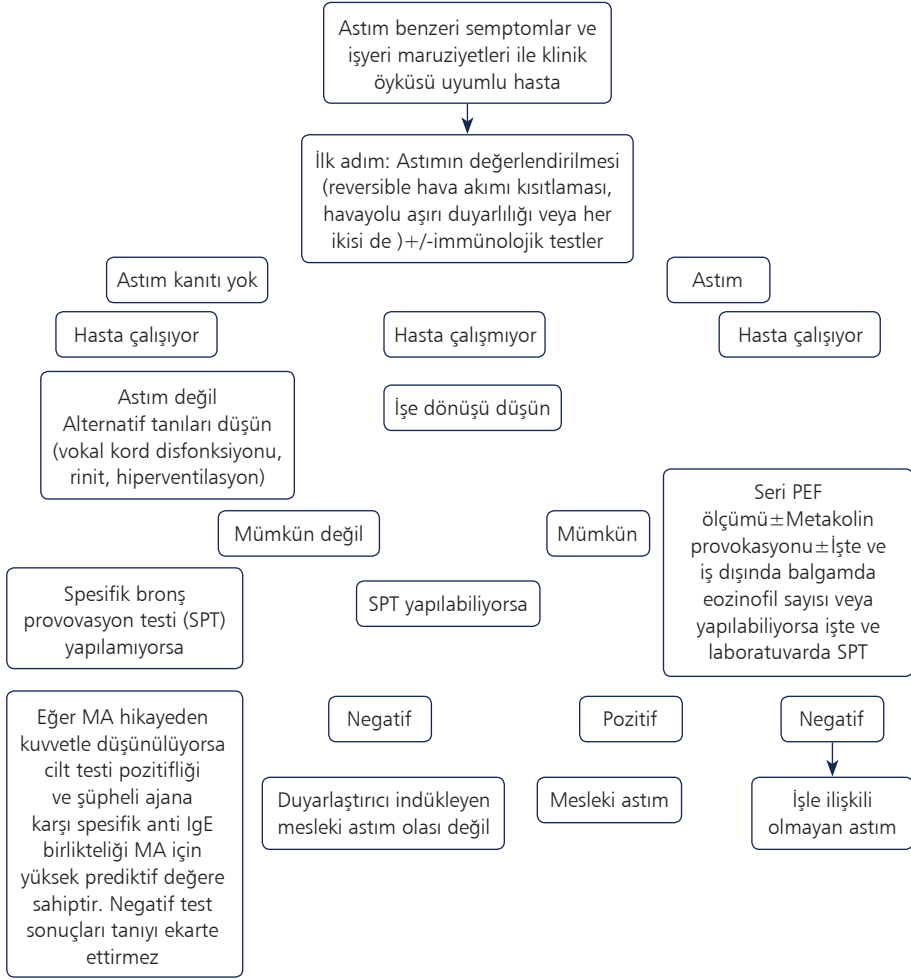 Astım benzeri semptomlar ve
işyeri maruziyetleri ile klinik
öyküsü uyumlu hasta
İlk adım: Astımın değerlendirilmesi
(reversible hava akımı kısıtlaması,
havayolu aşırı duyarlılığı veya her
ikisi de )+/-immünolojik testler
Astım kanıtı yok
Astım
Hasta çalışıyor
Hasta çalışmıyor
Hasta çalışıyor
Astım değil
Alternatif tanıları düşün
(vokal kord disfonksiyonu,
rinit, hiperventilasyon)
İşe dönüşü düşün
Seri PEF
ölçümü±Metakolin
provokasyonu±İşte ve
iş dışında balgamda
eozinofil sayısı veya
yapılabiliyorsa işte ve
laboratuvarda SPT
Mümkün değil
Mümkün
Spesifik bronş
provovasyon testi (SPT)
yapılamıyorsa
SPT yapılabiliyorsa
Eğer MA hikayeden
kuvvetle düşünülüyorsa
cilt testi pozitifliği
ve şüpheli ajana
karşı spesifik anti IgE
birlikteliği MA için
yüksek prediktif değere
sahiptir. Negatif test
sonuçları tanıyı ekarte
ettirmez
Negatif
Pozitif
Negatif
Duyarlaştırıcı indükleyen
mesleki astım olası değil
Mesleki astım
İşle ilişkili
olmayan astım